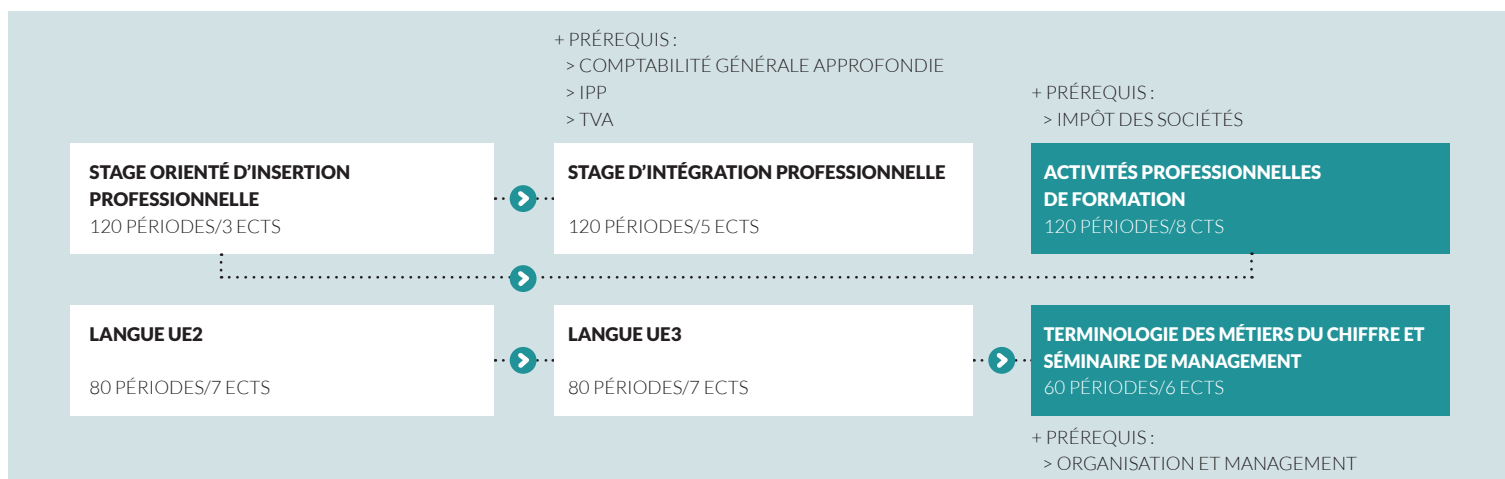 + PRÉREQUIS :
> COMPTABILITÉ GÉNÉRALE APPROFONDIE
> IPP
> TVA
+ PRÉREQUIS :
> IMPÔT DES SOCIÉTÉS
STAGE ORIENTÉ D’INSERTION
PROFESSIONNELLE
120 PÉRIODES/3 ECTS
STAGE D’INTÉGRATION PROFESSIONNELLE
120 PÉRIODES/5 ECTS
ACTIVITÉS PROFESSIONNELLES
DE FORMATION
120 PÉRIODES/8 CTS
LANGUE UE2
80 PÉRIODES/7 ECTS
LANGUE UE3
80 PÉRIODES/7 ECTS
TERMINOLOGIE DES MÉTIERS DU CHIFFRE ET
SÉMINAIRE DE MANAGEMENT
60 PÉRIODES/6 ECTS
+ PRÉREQUIS :
> ORGANISATION ET MANAGEMENT